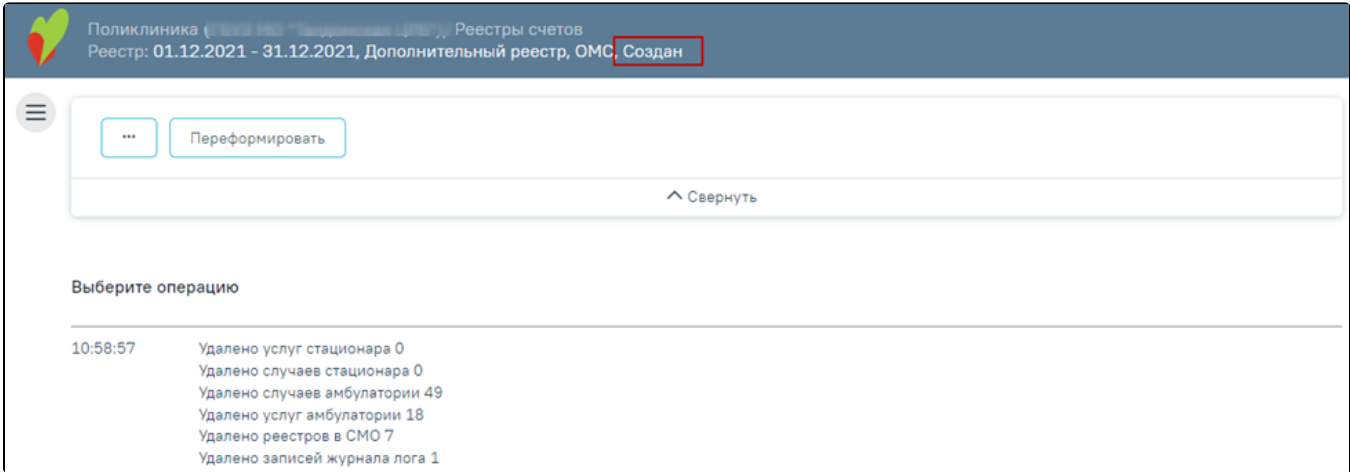 Поликлиника ( / Реестры счетов
Реестр: 01.12.2021 - 31.12.2021, Дополнительный реестр, ОМС, Создан
... Переформировать
Свернуть
Выберите операцию
10:58:57 Удалено услуг стационара 0
Удалено случаев стационара 0
Удалено случаев амбулатории 49
Удалено услуг амбулатории 18
Удалено реестров в СМО 7
Удалено записей журнала лога 1